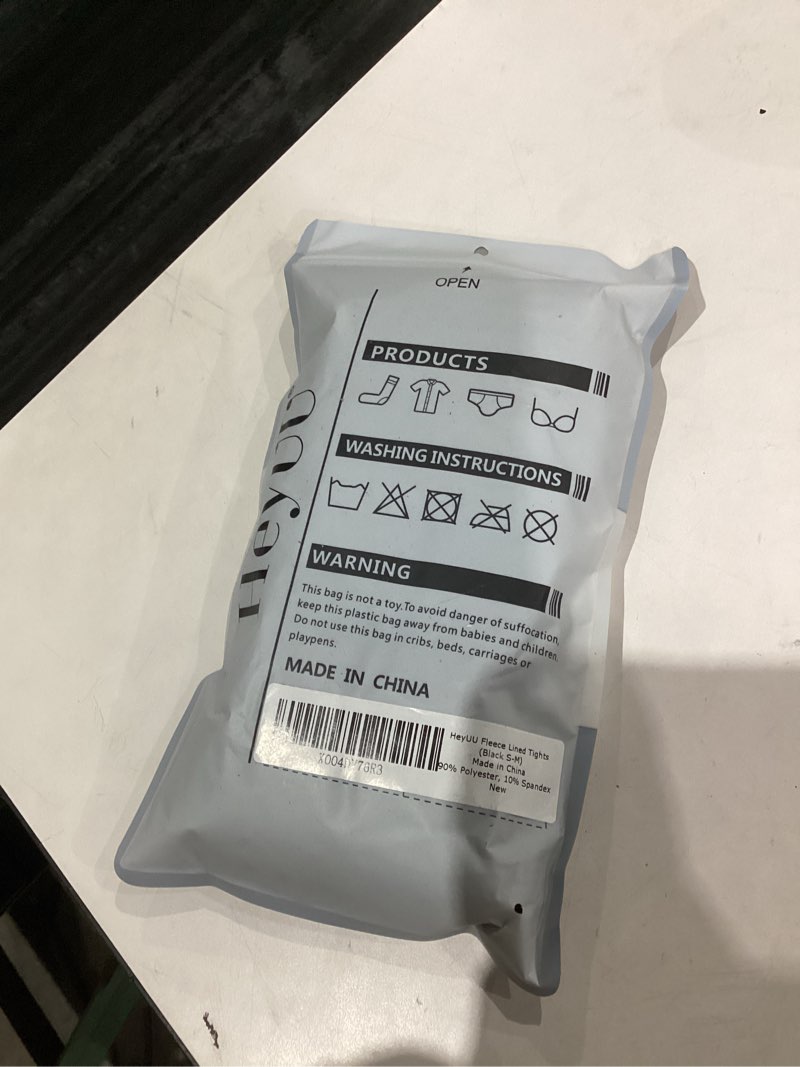 OPEN
HeyUU
PRODUCTS
WASHING INSTRUCTIONS
WARNING
This bag is not a toy.To avoid danger of suffocation,
keep this plastic bag away from babies and children.
Do not use this bag in cribs, beds, carriages or
playpens.
MADE IN CHINA
HeyUU Fleece Lined Tights
(Black S-M)
Made in China
90% Polyester, 10% Spandex
New